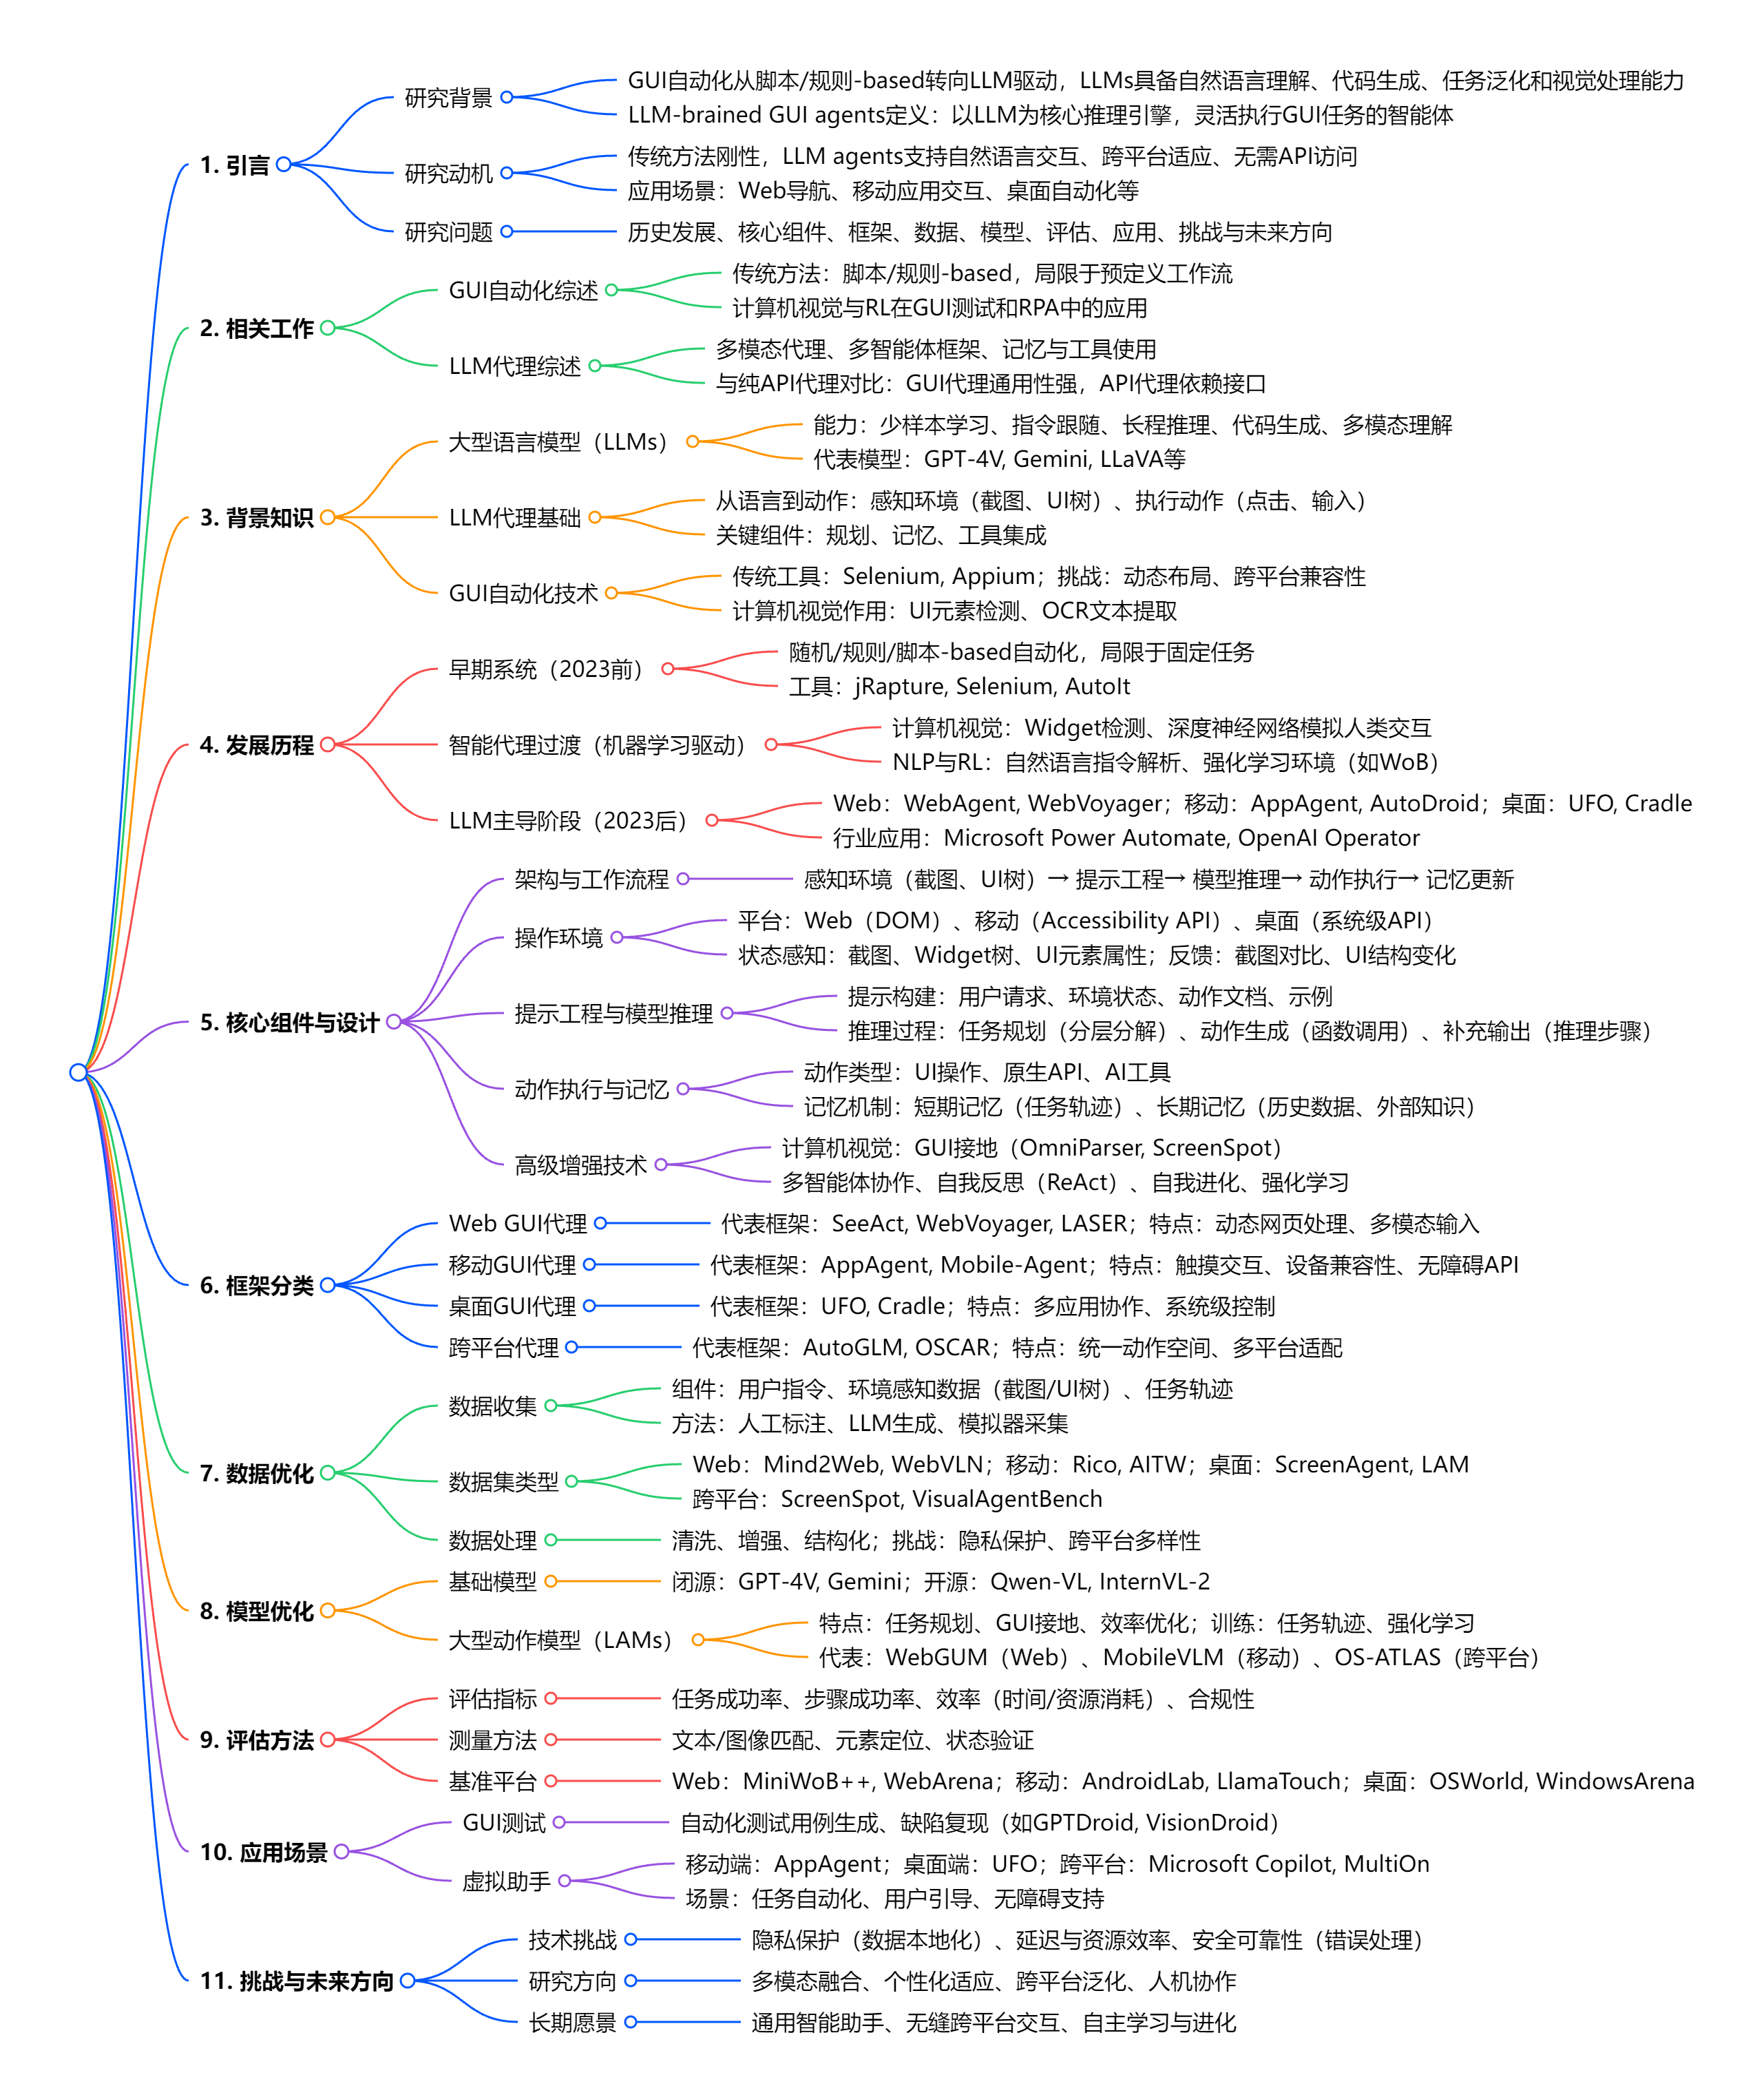 1. 引言
研究背景
GUI自动化从脚本/规则-based转向LLM驱动，LLMs具备自然语言理解、代码生成、任务泛化和视觉处理能力
LLM-brained GUI agents定义：以LLM为核心推理引擎，灵活执行GUI任务的智能体
研究动机
传统方法刚性，LLM agents支持自然语言交互、跨平台适应、无需API访问
应用场景：Web导航、移动应用交互、桌面自动化等
研究问题
历史发展、核心组件、框架、数据、模型、评估、应用、挑战与未来方向
2. 相关工作
GUI自动化综述
传统方法：脚本/规则-based，局限于预定义工作流
计算机视觉与RL在GUI测试和RPA中的应用
LLM代理综述
多模态代理、多智能体框架、记忆与工具使用
与纯API代理对比：GUI代理通用性强，API代理依赖接口
3. 背景知识
大型语言模型（LLMs）
能力：少样本学习、指令跟随、长程推理、代码生成、多模态理解
代表模型：GPT-4V, Gemini, LLaVA等
LLM代理基础
从语言到动作：感知环境（截图、UI树）、执行动作（点击、输入）
关键组件：规划、记忆、工具集成
GUI自动化技术
传统工具：Selenium, Appium；挑战：动态布局、跨平台兼容性
计算机视觉作用：UI元素检测、OCR文本提取
4. 发展历程
早期系统（2023前）
随机/规则/脚本-based自动化，局限于固定任务
工具：jRapture, Selenium, AutoIt
智能代理过渡（机器学习驱动）
计算机视觉：Widget检测、深度神经网络模拟人类交互
NLP与RL：自然语言指令解析、强化学习环境（如WoB）
LLM主导阶段（2023后）
Web：WebAgent, WebVoyager；移动：AppAgent, AutoDroid；桌面：UFO, Cradle
行业应用：Microsoft Power Automate, OpenAI Operator
5. 核心组件与设计
架构与工作流程
感知环境（截图、UI树）→ 提示工程→ 模型推理→ 动作执行→ 记忆更新
操作环境
平台：Web（DOM）、移动（Accessibility API）、桌面（系统级API）
状态感知：截图、Widget树、UI元素属性；反馈：截图对比、UI结构变化
提示工程与模型推理
提示构建：用户请求、环境状态、动作文档、示例
推理过程：任务规划（分层分解）、动作生成（函数调用）、补充输出（推理步骤）
动作执行与记忆
动作类型：UI操作、原生API、AI工具
记忆机制：短期记忆（任务轨迹）、长期记忆（历史数据、外部知识）
高级增强技术
计算机视觉：GUI接地（OmniParser, ScreenSpot）
多智能体协作、自我反思（ReAct）、自我进化、强化学习
6. 框架分类
Web GUI代理
代表框架：SeeAct, WebVoyager, LASER；特点：动态网页处理、多模态输入
移动GUI代理
代表框架：AppAgent, Mobile-Agent；特点：触摸交互、设备兼容性、无障碍API
桌面GUI代理
代表框架：UFO, Cradle；特点：多应用协作、系统级控制
跨平台代理
代表框架：AutoGLM, OSCAR；特点：统一动作空间、多平台适配
7. 数据优化
数据收集
组件：用户指令、环境感知数据（截图/UI树）、任务轨迹
方法：人工标注、LLM生成、模拟器采集
数据集类型
Web：Mind2Web, WebVLN；移动：Rico, AITW；桌面：ScreenAgent, LAM
跨平台：ScreenSpot, VisualAgentBench
数据处理
清洗、增强、结构化；挑战：隐私保护、跨平台多样性
8. 模型优化
基础模型
闭源：GPT-4V, Gemini；开源：Qwen-VL, InternVL-2
大型动作模型（LAMs）
特点：任务规划、GUI接地、效率优化；训练：任务轨迹、强化学习
代表：WebGUM（Web）、MobileVLM（移动）、OS-ATLAS（跨平台）
9. 评估方法
评估指标
任务成功率、步骤成功率、效率（时间/资源消耗）、合规性
测量方法
文本/图像匹配、元素定位、状态验证
基准平台
Web：MiniWoB++, WebArena；移动：AndroidLab, LlamaTouch；桌面：OSWorld, WindowsArena
10. 应用场景
GUI测试
自动化测试用例生成、缺陷复现（如GPTDroid, VisionDroid）
虚拟助手
移动端：AppAgent；桌面端：UFO；跨平台：Microsoft Copilot, MultiOn
场景：任务自动化、用户引导、无障碍支持
11. 挑战与未来方向
技术挑战
隐私保护（数据本地化）、延迟与资源效率、安全可靠性（错误处理）
研究方向
多模态融合、个性化适应、跨平台泛化、人机协作
长期愿景
通用智能助手、无缝跨平台交互、自主学习与进化